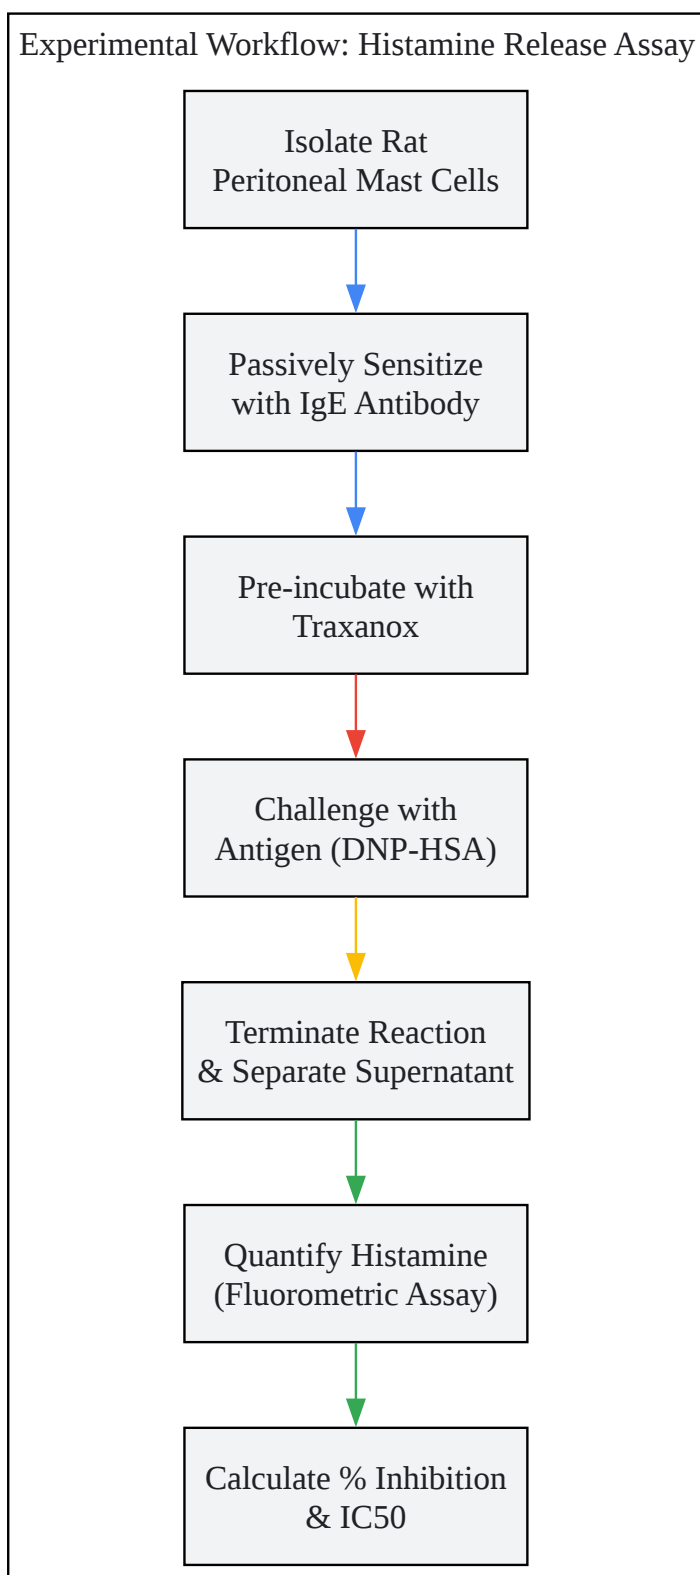 Experimental Workflow: Histamine Release Assay
Isolate Rat
Peritoneal Mast Cells
Passively Sensitize
with IgE Antibody
Pre-incubate with
Traxanox
Challenge with
Antigen (DNP-HSA)
Terminate Reaction
& Separate Supernatant
Quantify Histamine
(Fluorometric Assay)
Calculate % Inhibition
& IC50